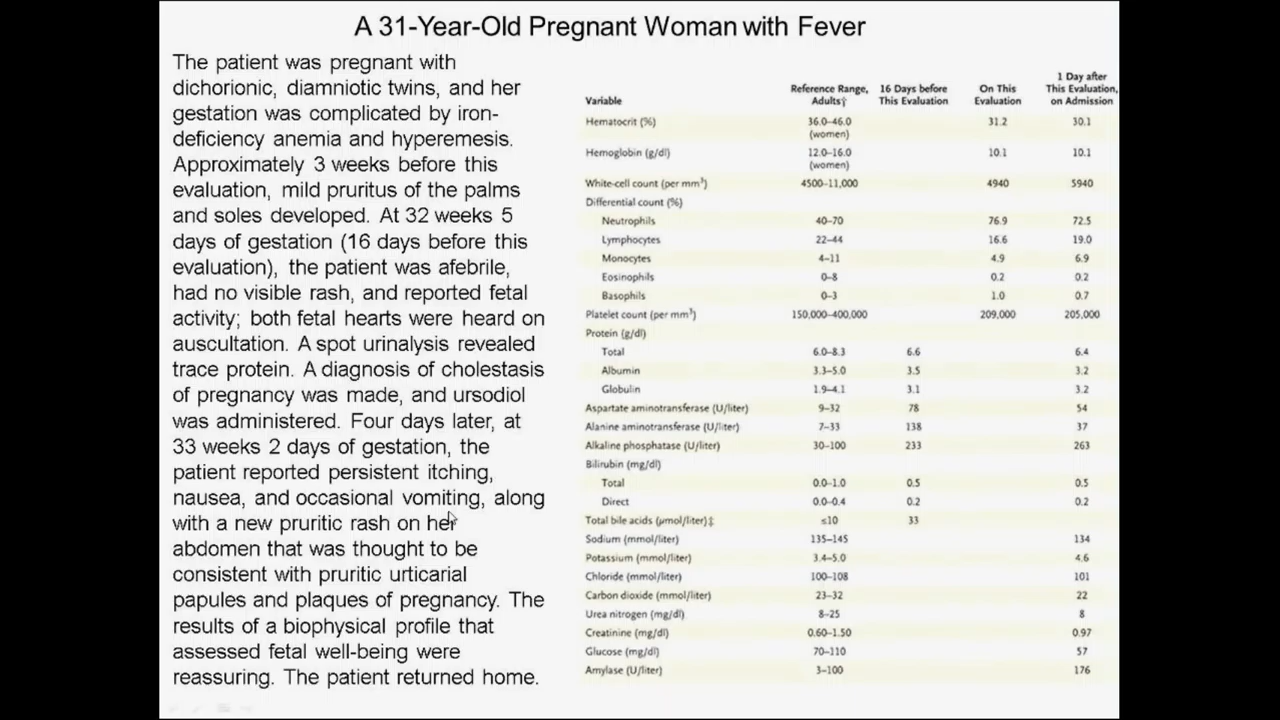 A 31-Year-Old Pregnant Woman with Fever
The patient was pregnant with
dichorionic, diamniotic twins, and her
gestation was complicated by iron-
deficiency anemia and hyperemesis.
Approximately 3 weeks before this
evaluation, mild pruritus of the palms
and soles developed. At 32 weeks 5
days of gestation (16 days before this
evaluation), the patient was afebrile,
had no visible rash, and reported fetal
activity; both fetal hearts were heard on
auscultation. A spot urinalysis revealed
trace protein. A diagnosis of cholestasis
of pregnancy was made, and ursodiol
was administered. Four days later, at
33 weeks 2 days of gestation, the
patient reported persistent itching,
nausea, and occasional vomiting, along
with a new pruritic rash on her
abdomen that was thought to be
consistent with pruritic urticarial
papules and plaques of pregnancy. The
results of a biophysical profile that
assessed fetal well-being were
reassuring. The patient returned home.
Variable Reference Range, Adults† 16 Days before This Evaluation On This Evaluation 1 Day after This Evaluation, on Admission
Hematocrit (%) 36.0–46.0 (women) 31.2 30.1
Hemoglobin (g/dl) 12.0–16.0 (women) 10.1 10.1
White-cell count (per mm³) 4500–11,000 4940 5940
Differential count (%)
Neutrophils 40–70 76.9 72.5
Lymphocytes 22–44 16.6 19.0
Monocytes 4–11 4.9 6.9
Eosinophils 0–8 0.2 0.2
Basophils 0–3 1.0 0.7
Platelet count (per mm³) 150,000–400,000 209,000 205,000
Protein (g/dl)
Total 6.0–8.3 6.6 6.4
Albumin 3.3–5.0 3.5 3.2
Globulin 1.9–4.1 3.1 3.2
Aspartate aminotransferase (U/liter) 9–32 78 54
Alanine aminotransferase (U/liter) 7–33 138 37
Alkaline phosphatase (U/liter) 30–100 233 263
Bilirubin (mg/dl)
Total 0.0–1.0 0.5 0.5
Direct 0.0–0.4 0.2 0.2
Total bile acids (μmol/liter)‡ ≤10 33
Sodium (mmol/liter) 135–145 134
Potassium (mmol/liter) 3.4–5.0 4.6
Chloride (mmol/liter) 100–108 101
Carbon dioxide (mmol/liter) 23–32 22
Urea nitrogen (mg/dl) 8–25 8
Creatinine (mg/dl) 0.60–1.50 0.97
Glucose (mg/dl) 70–110 57
Amylase (U/liter) 3–100 176